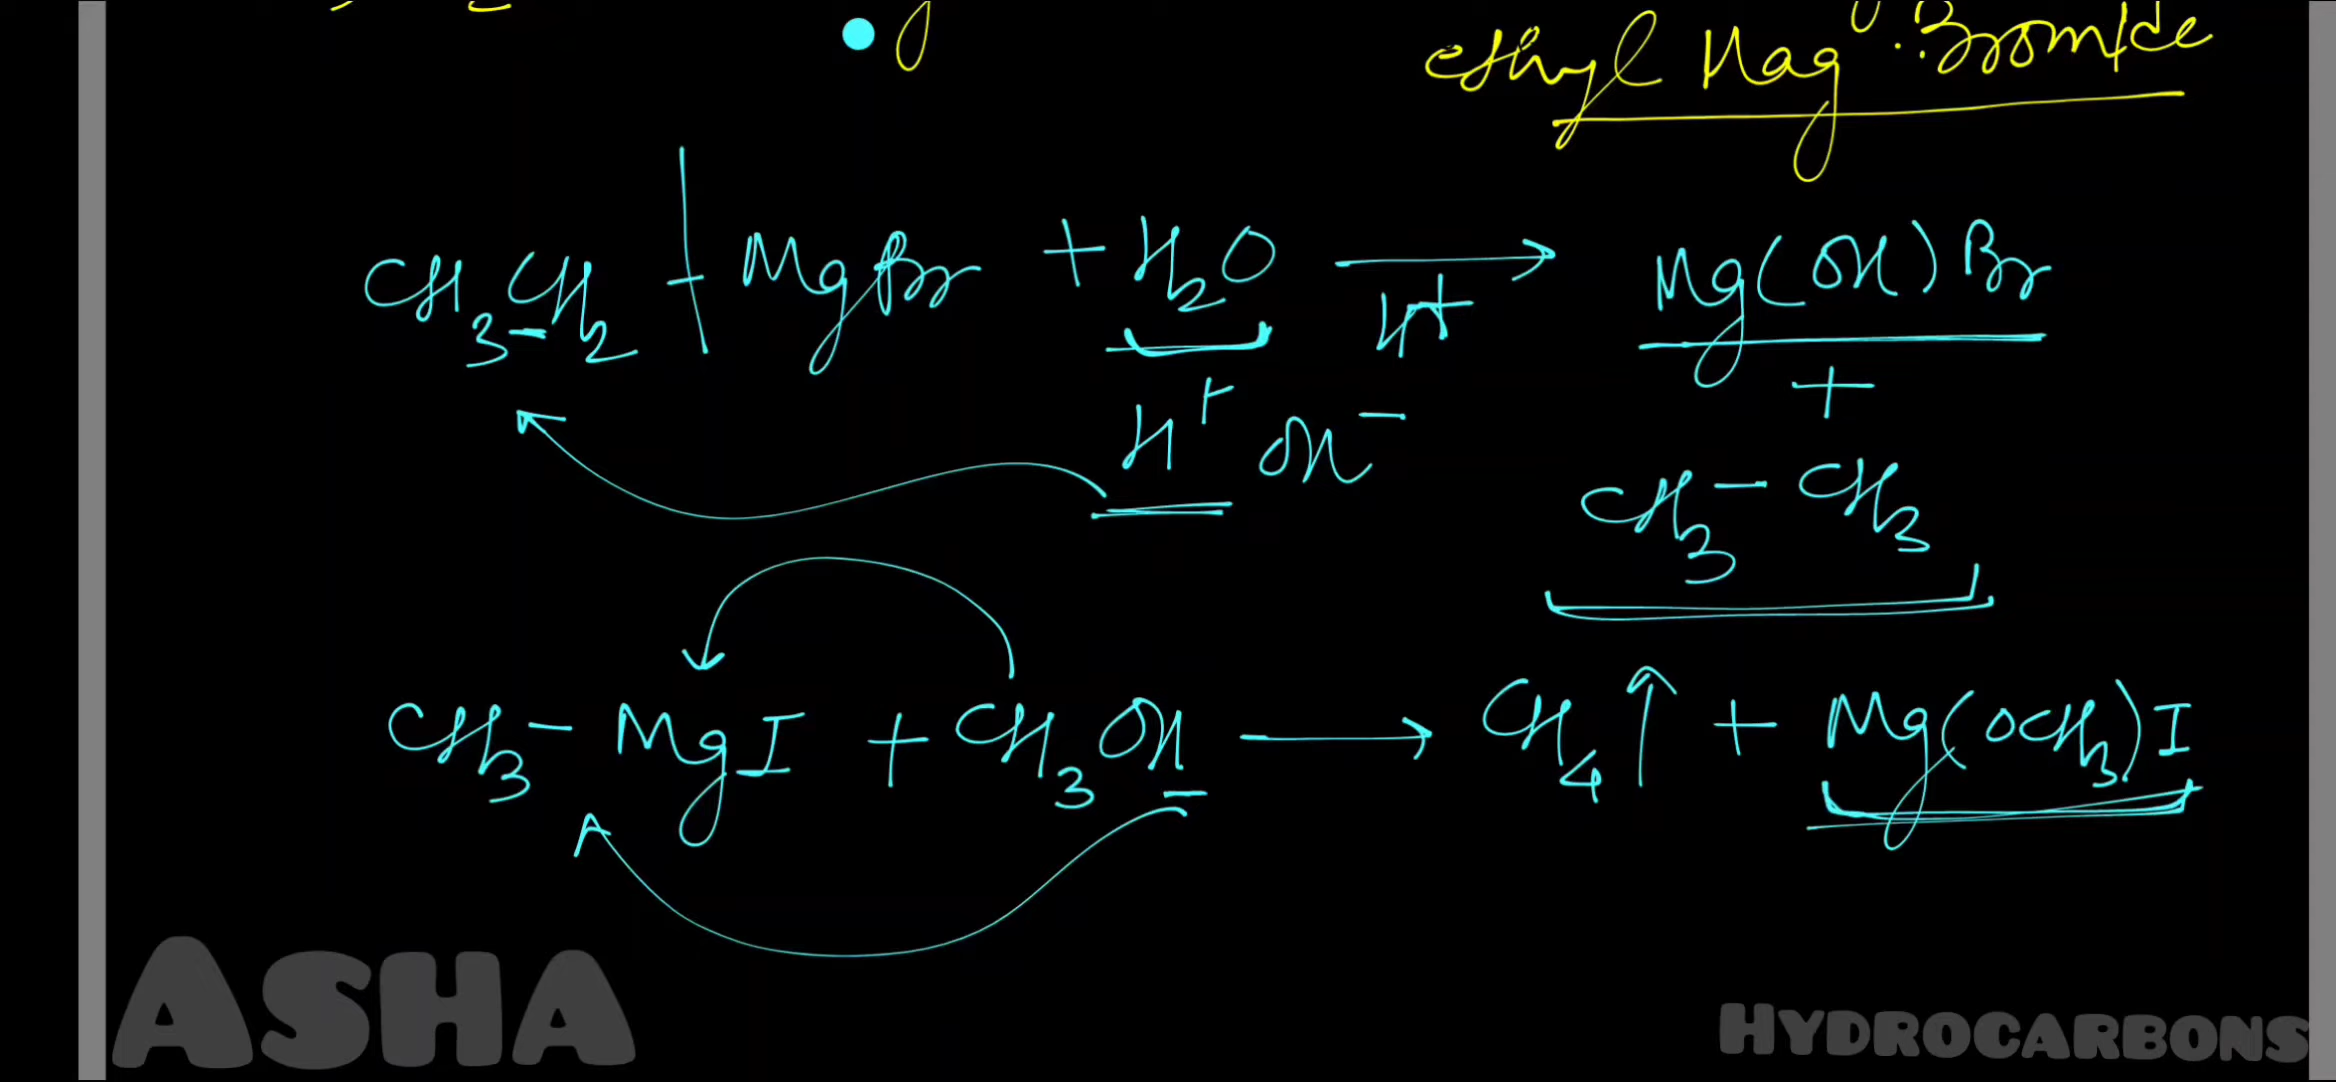 ethyl Mag. Bromide
CH₃-CH₂-MgBr + H₂O ⟶ Mg(OH)Br
H⁺
+
H⁺ OH⁻
CH₃-CH₃
CH₃-MgI + CH₃OH ⟶ CH₄↑ + Mg(OCH₃)I
ASHA
HYDROCARBONS